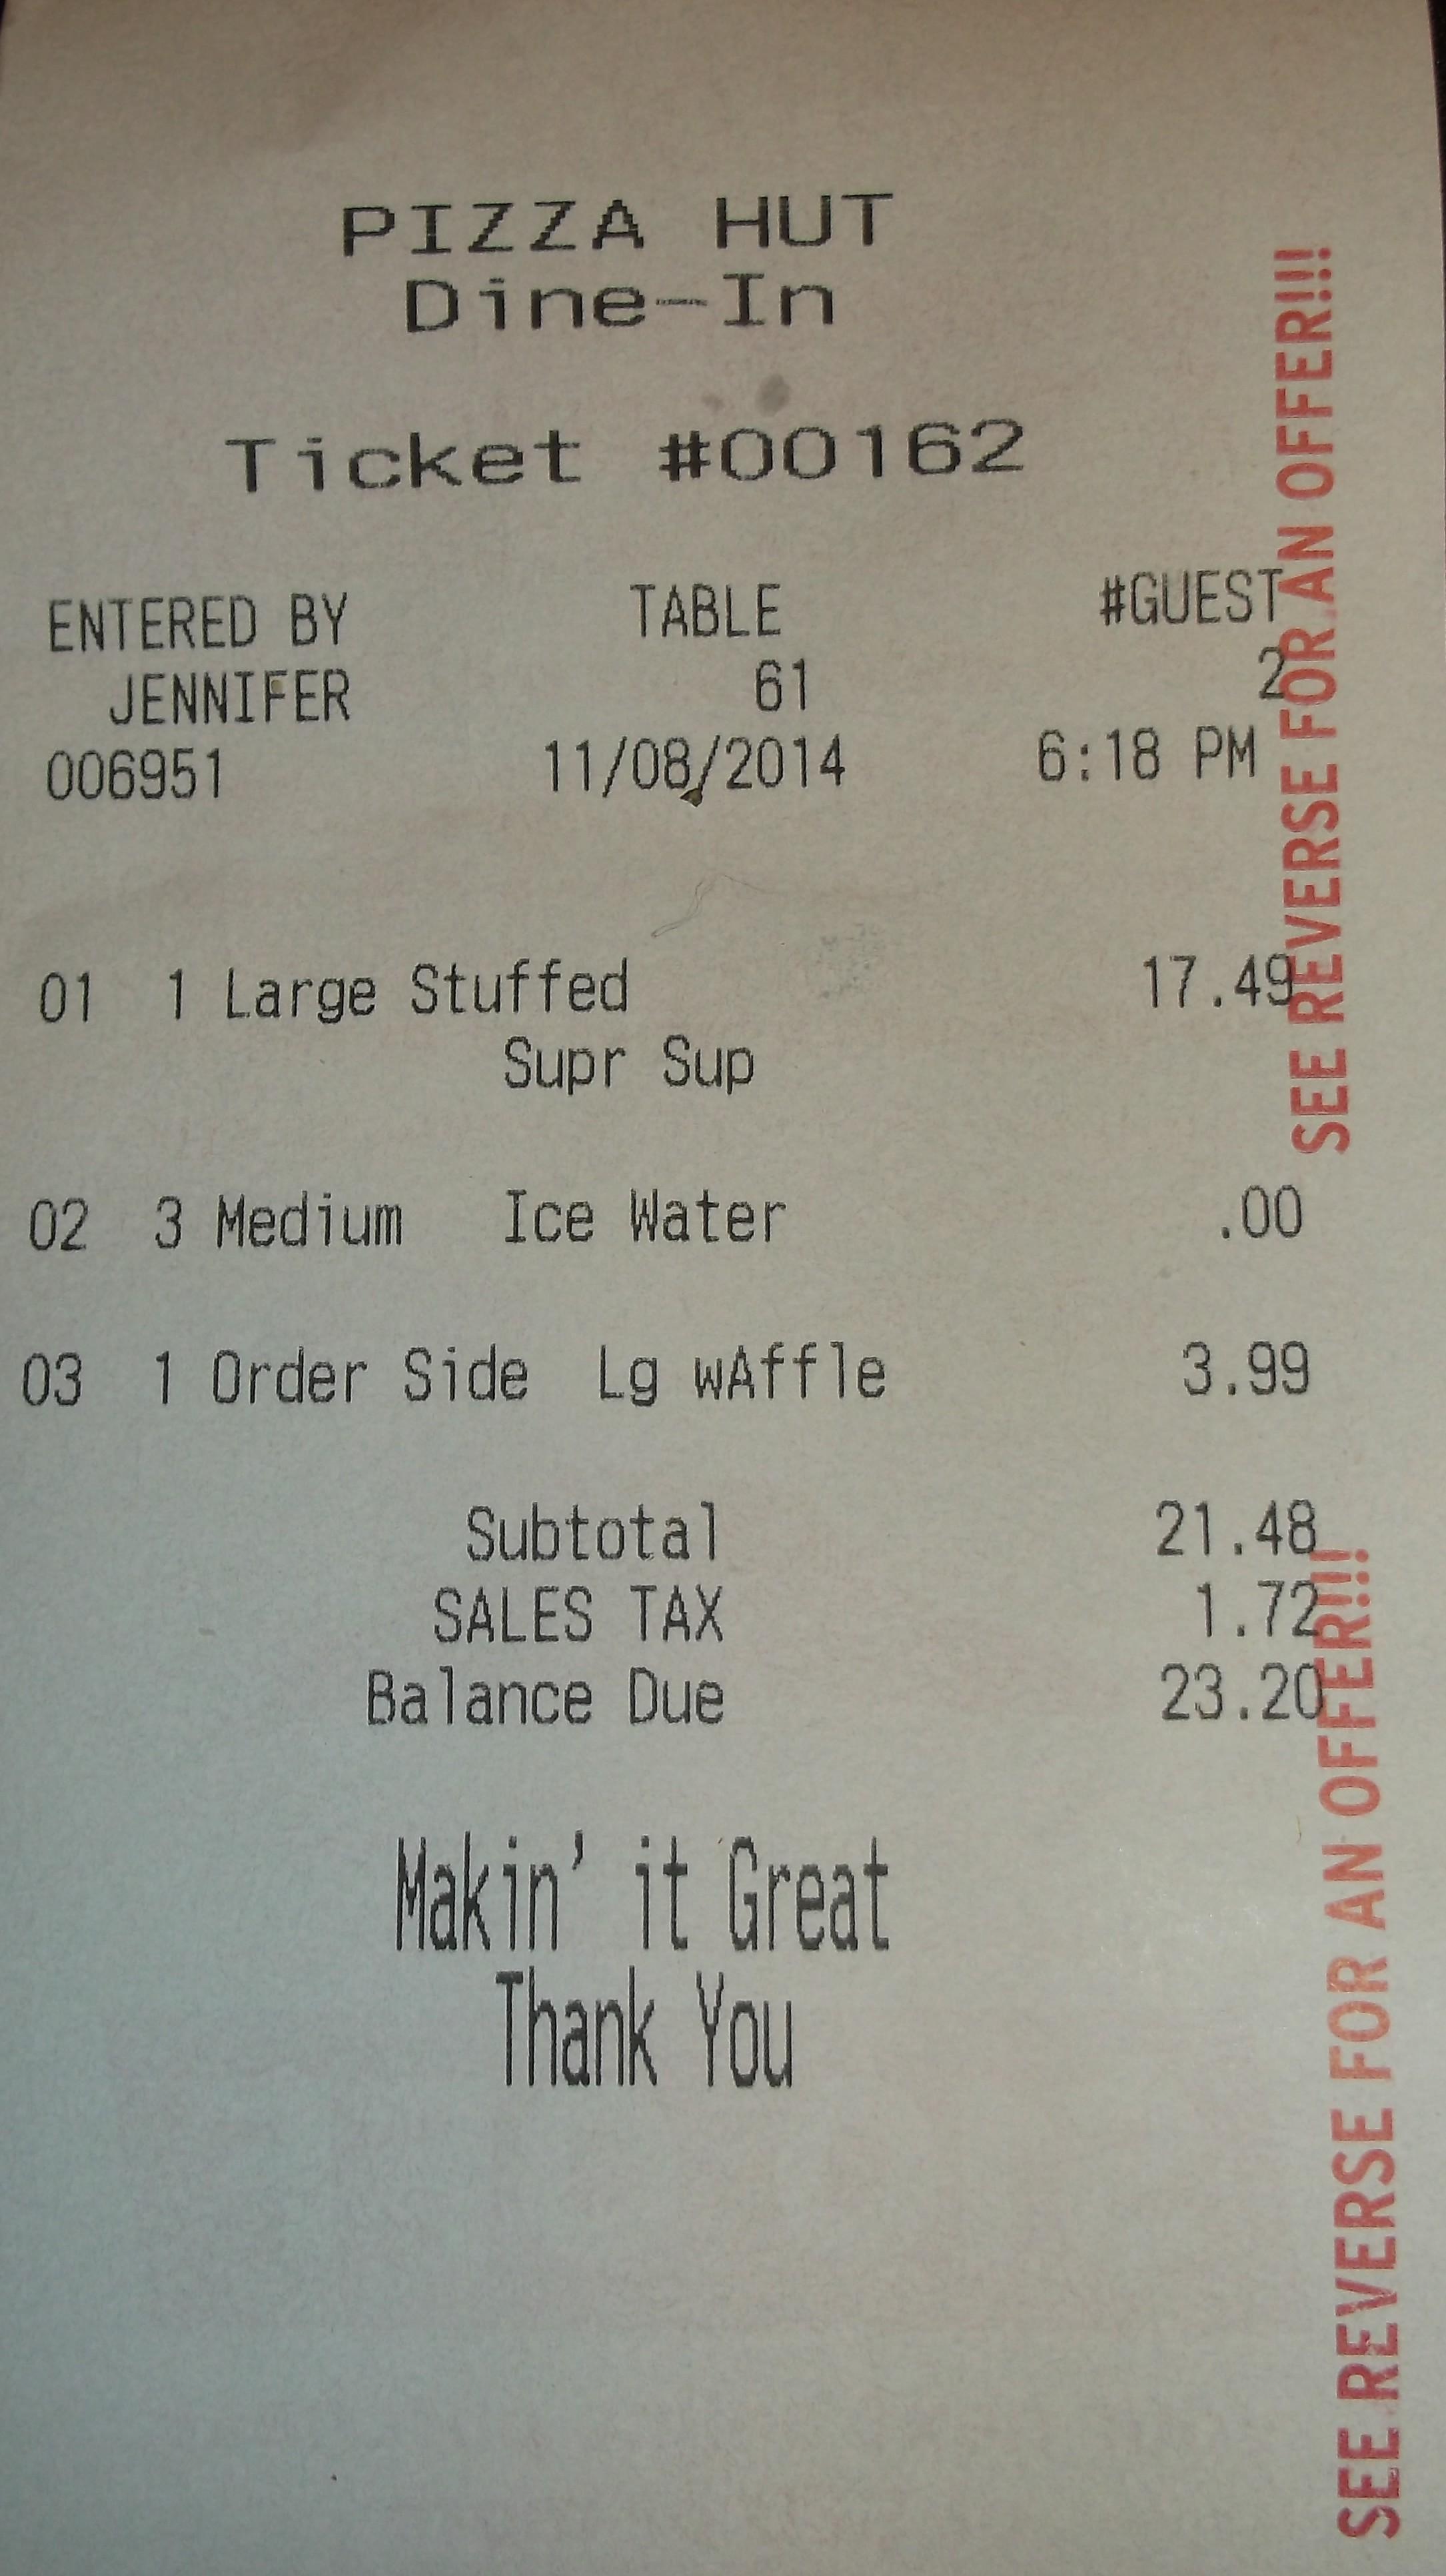 PIZZA HUT
Dine-In
Ticket #00162
ENTERED BY TABLE #GUEST
JENNIFER 61 2
006951 11/08/2014 6:18 PM
01 1 Large Stuffed 17.49
Supr Sup
02 3 Medium Ice Water .00
03 1 Order Side Lg wAffle 3.99
Subtotal 21.48
SALES TAX 1.72
Balance Due 23.20
Makin' it Great
Thank You
SEE REVERSE FOR AN OFFER!!!
SEE REVERSE FOR AN OFFER!!!